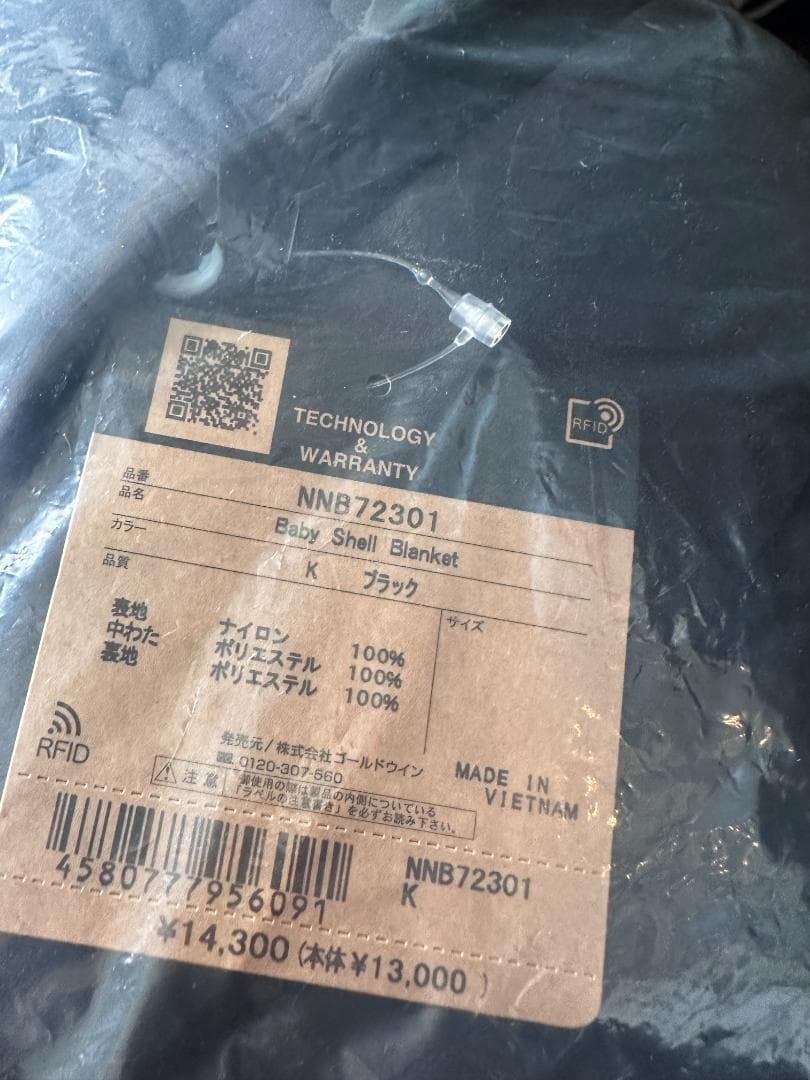 TECHNOLOGY
&
WARRANTY
RFID
品番 NNB72301
品名 Baby Shell Blanket
カラー K ブラック
品質
サイズ
表地 ナイロン 100%
中わた ポリエステル 100%
裏地 ポリエステル 100%
RFID
発売元/株式会社ゴールドウイン
0120-307-560
MADE IN
VIETNAM
注意 御使用の際は製品の内側についている
「ラベルの注意書き」を必ずお読み下さい。
4580777956091
NNB72301
K
¥14,300(本体¥13,000)